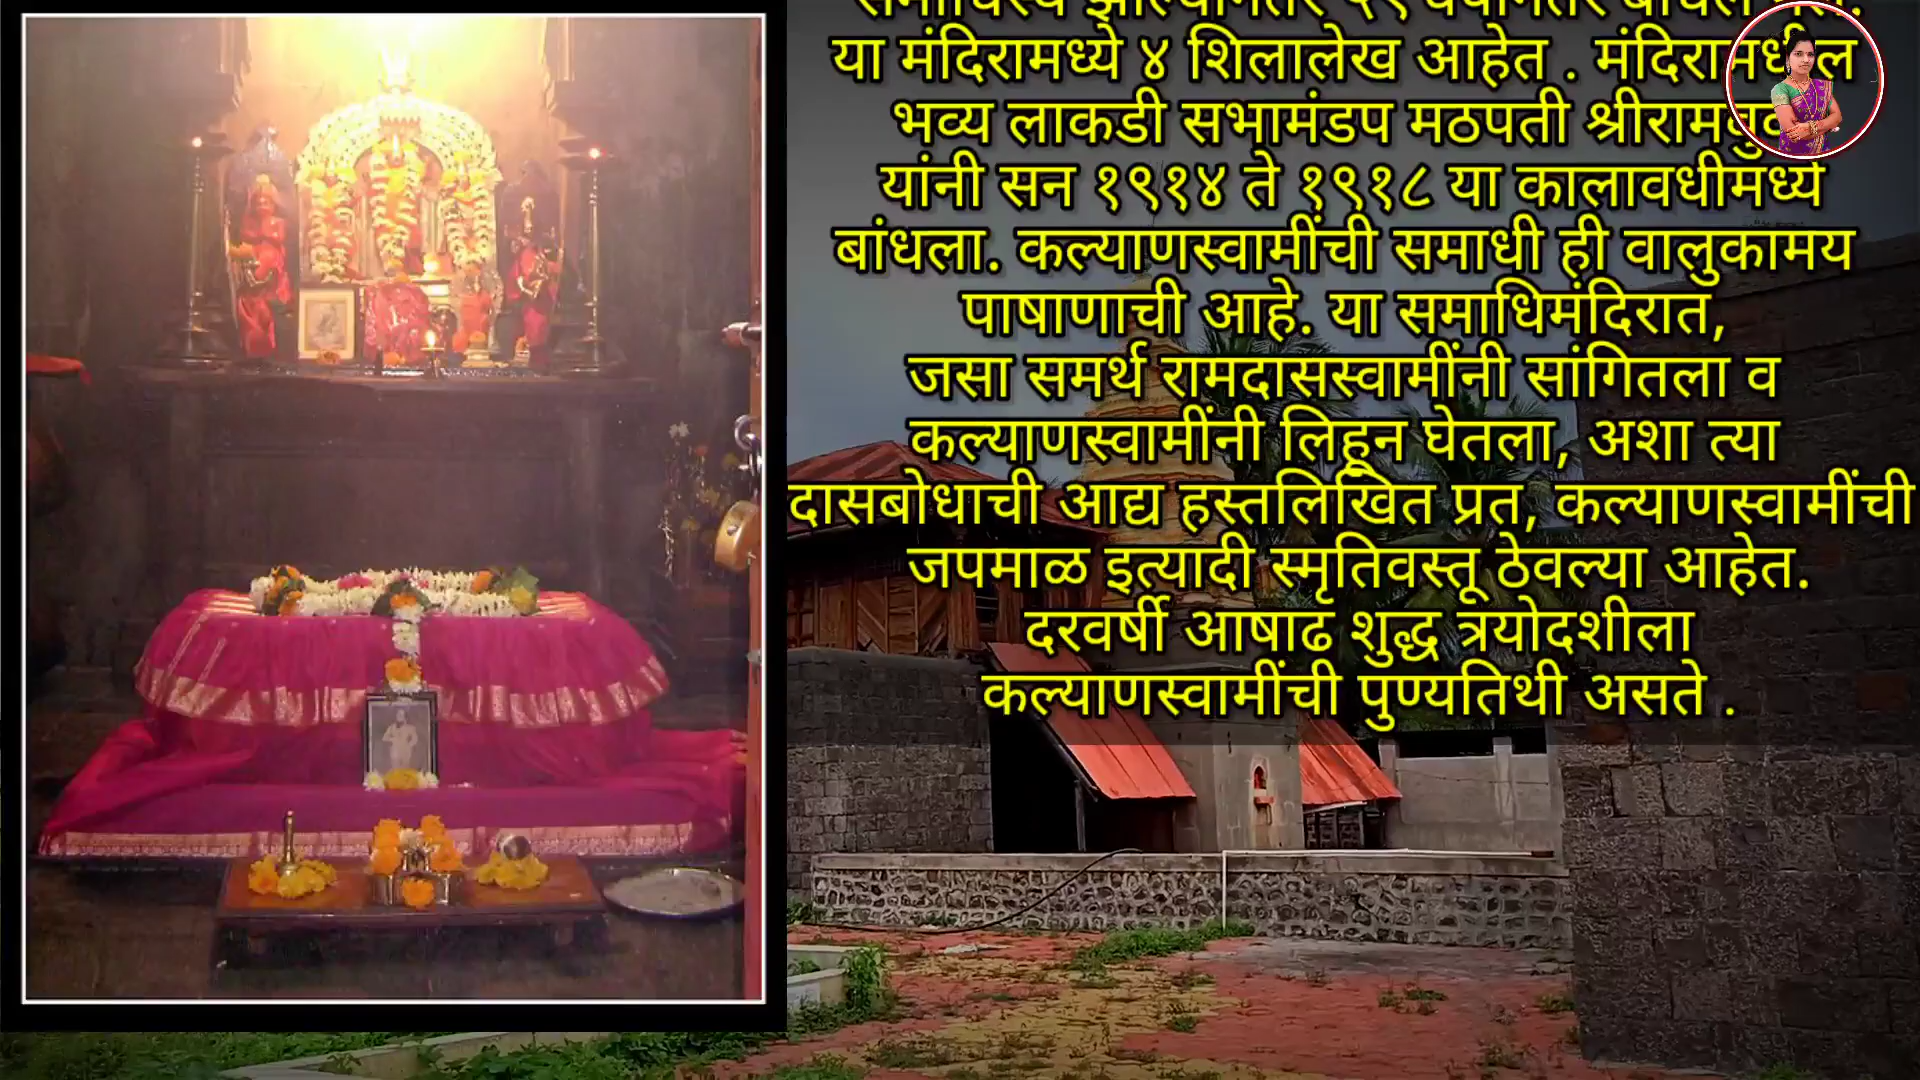 या मंदिरामध्ये ४ शिलालेख आहेत . मंदिरामधील
भव्य लाकडी सभामंडप मठपती
यांनी सन १९१४ ते १९१८ या कालावधीमध्ये
बांधला. कल्याणस्वामींची समाधी ही वालुकामय
पाषाणाची आहे. या समाधिमंदिरात,
जसा समर्थ रामदासस्वामींनी सांगितला व
कल्याणस्वामींनी लिहून घेतला, अशा त्या
दासबोधाची आद्य हस्तलिखित प्रत, कल्याणस्वामींची
जपमाळ इत्यादी स्मृतिवस्तू ठेवल्या आहेत.
दरवर्षी आषाढ शुद्ध त्रयोदशीला
कल्याणस्वामींची पुण्यतिथी असते .